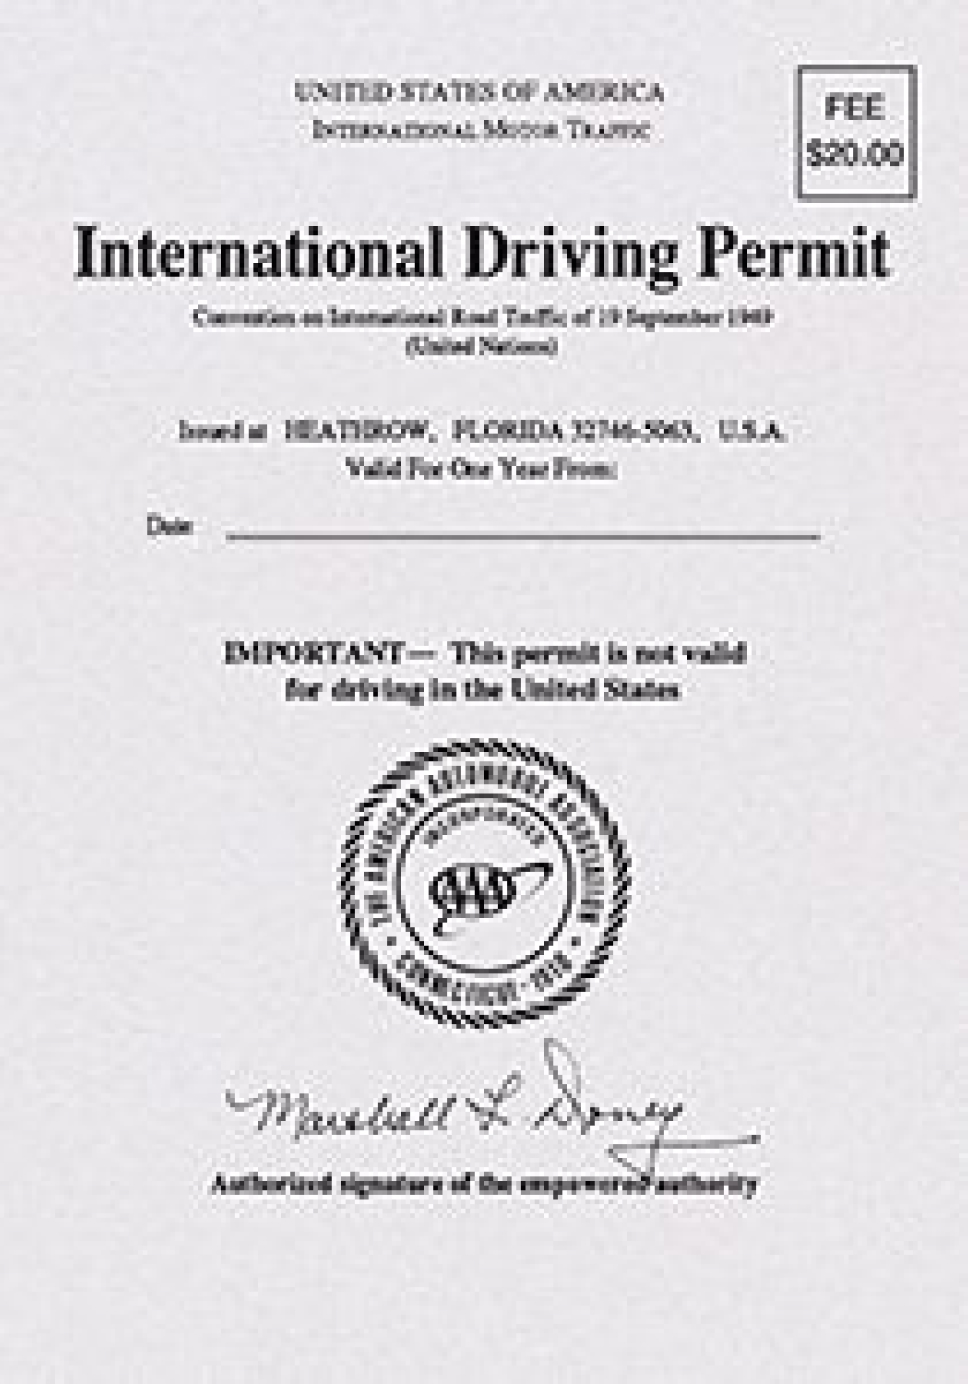 UNITED STATES OF AMERICA
INTERNATIONAL MOTOR TRAFFIC
FEE
$20.00
International Driving Permit
Convention on International Road Traffic of 19 September 1949
(United Nations)
Issued at HEATHROW, FLORIDA 32746-5063, U.S.A.
Valid For One Year From:
Date
IMPORTANT— This permit is not valid
for driving in the United States
THE AMERICAN AUTOMOBILE ASSOCIATION
INCORPORATED
AAA
CONNECTICUT · 1910
Marshall L. Doney
Authorized signature of the empowered authority